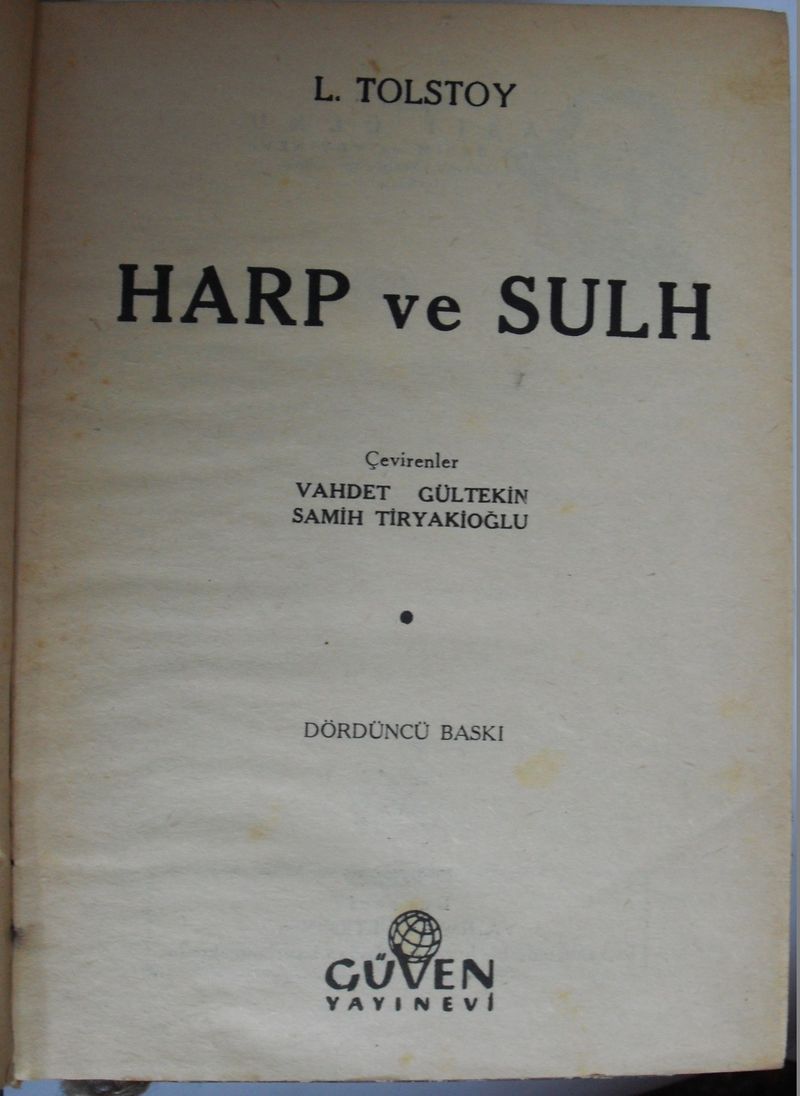 L. TOLSTOY
HARP ve SULH
Çevirenler
VAHDET GÜLTEKİN
SAMİH TİRYAKİOĞLU
DÖRDÜNCÜ BASKI
GÜVEN
YAYINEVİ